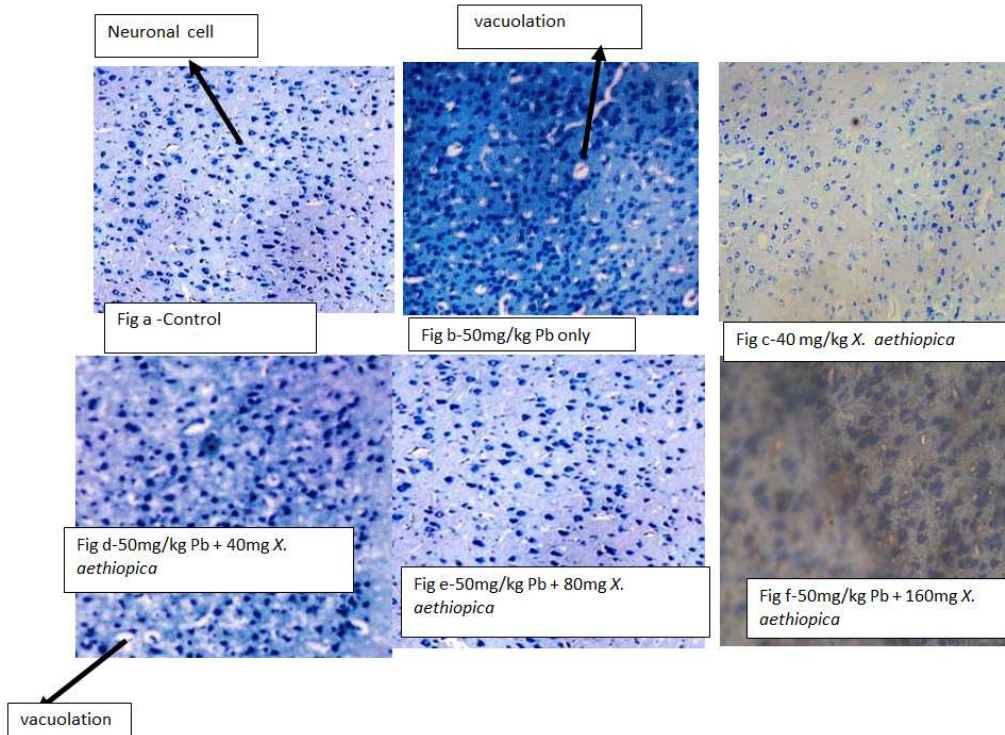 Neuronal cell
vacuolation
Fig a -Control
Fig b-50mg/kg Pb only
Fig c-40 mg/kg X. aethiopica
Fig d-50mg/kg Pb + 40mg X.
aethiopica
Fig e-50mg/kg Pb + 80mg X.
aethiopica
Fig f-50mg/kg Pb + 160mg X.
aethiopica
vacuolation